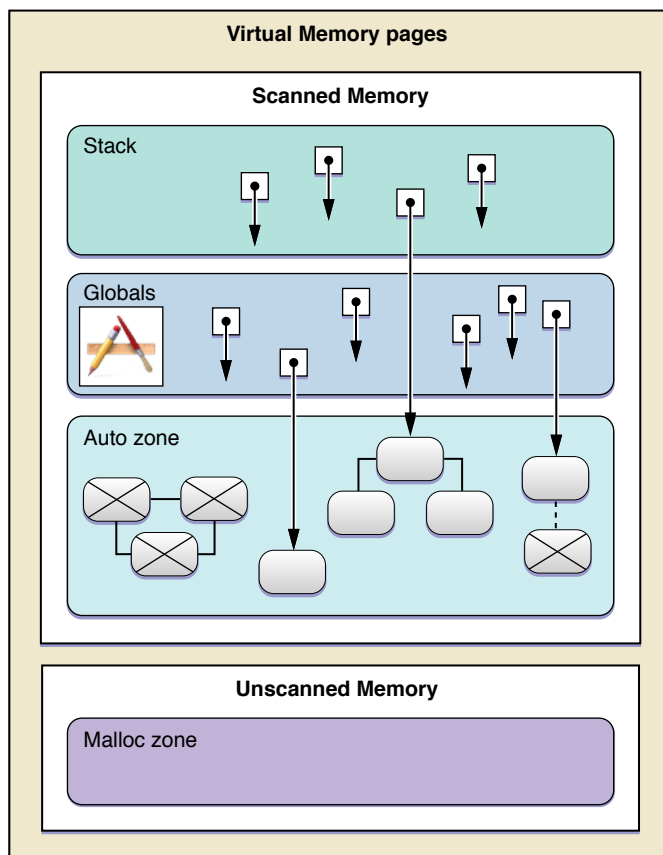 Virtual Memory pages
Scanned Memory
Stack
Globals
Auto zone
Unscanned Memory
Malloc zone